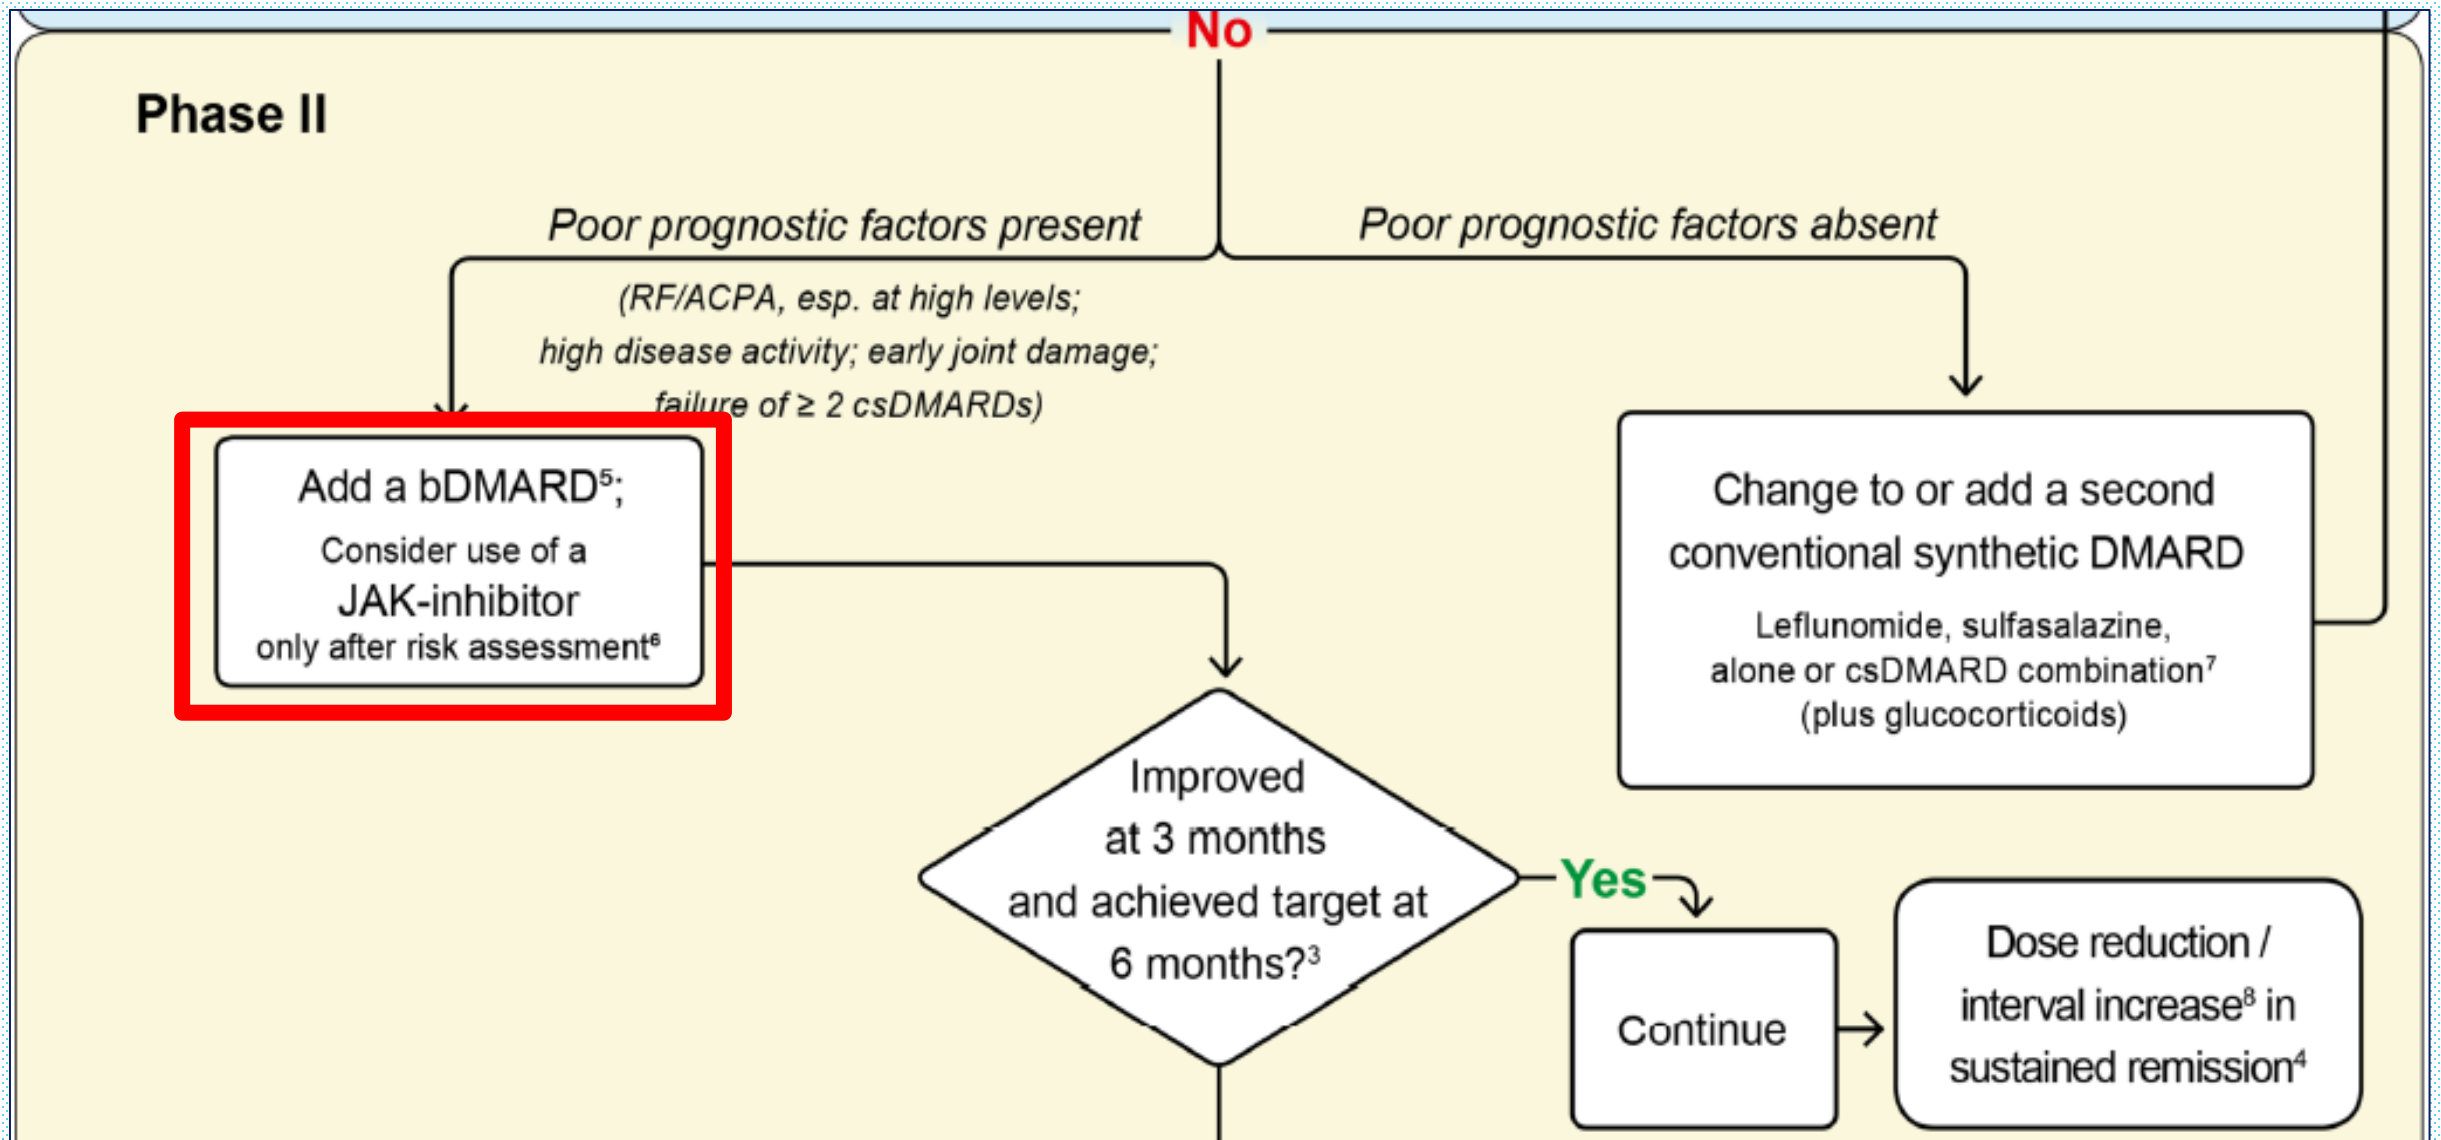 No
Phase II
Poor prognostic factors present
Poor prognostic factors absent
(RF/ACPA, esp. at high levels;
high disease activity; early joint damage;
failure of ≥ 2 csDMARDs)
Add a bDMARD⁵;
Consider use of a
JAK-inhibitor
only after risk assessment⁶
Change to or add a second
conventional synthetic DMARD
Leflunomide, sulfasalazine,
alone or csDMARD combination⁷
(plus glucocorticoids)
Improved
at 3 months
and achieved target at
6 months?³
Yes
Continue
Dose reduction /
interval increase⁸ in
sustained remission⁴